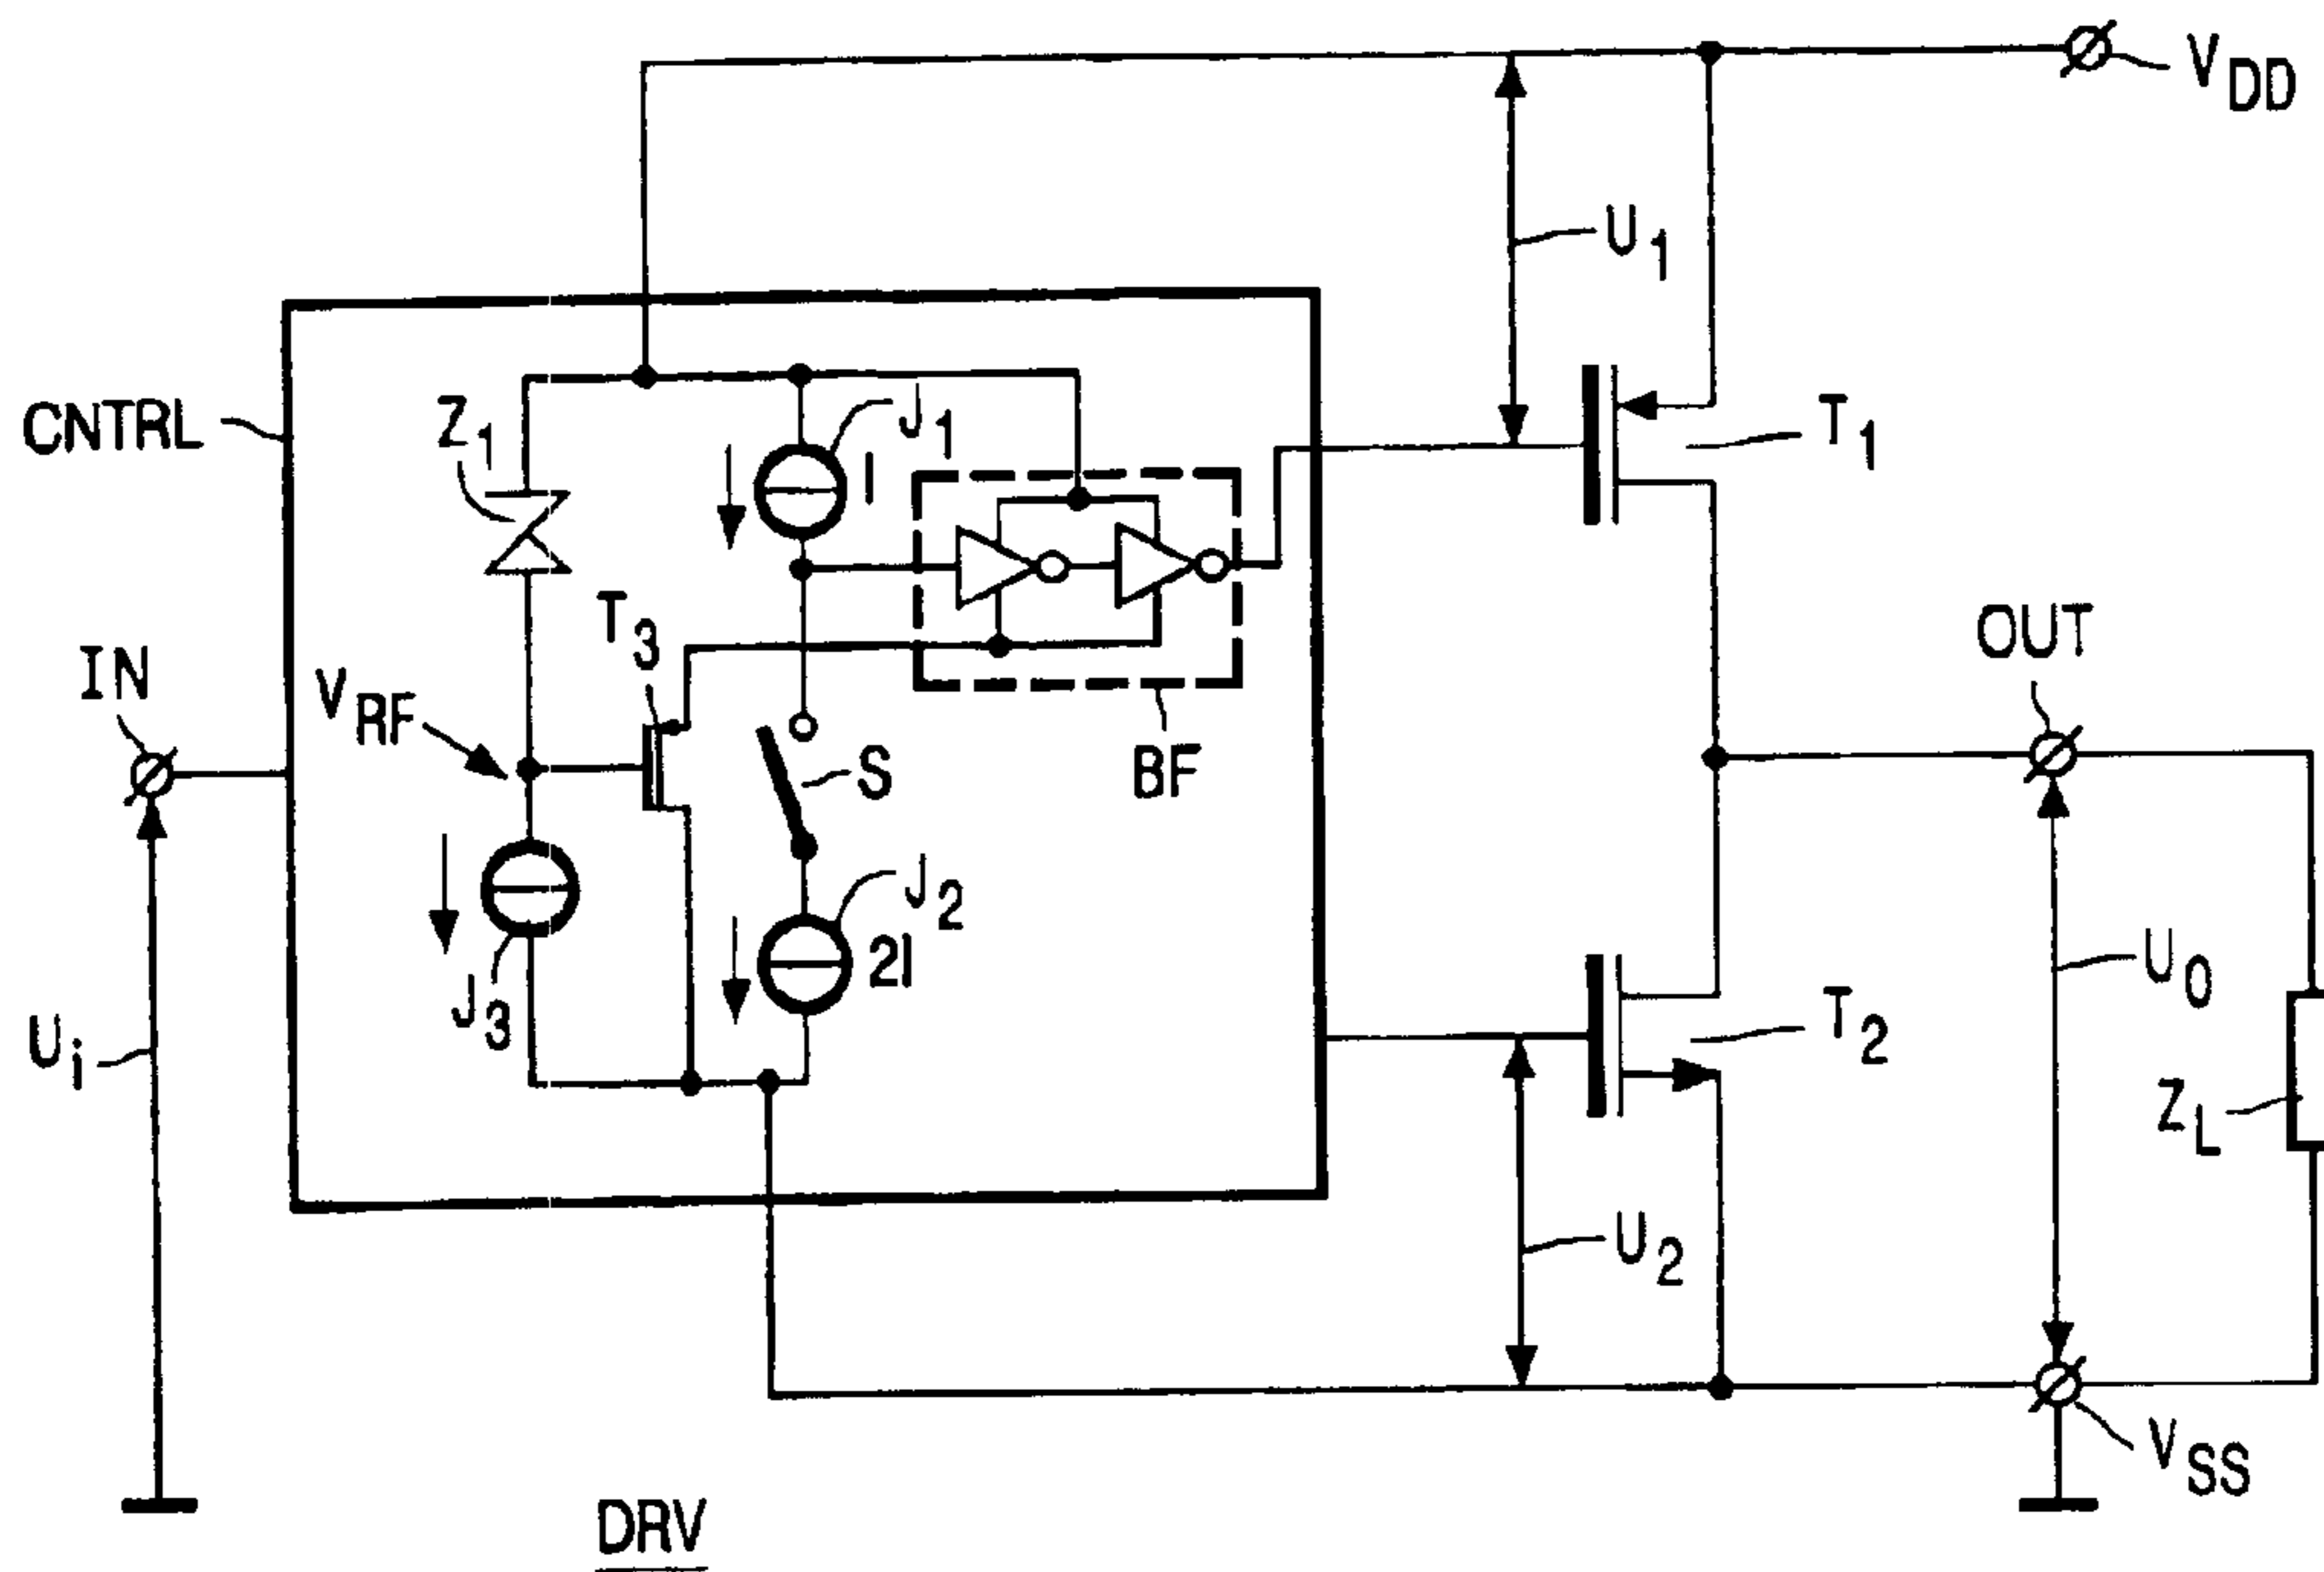 VDD
U1
CNTRL
Z1
J1
I
T1
T3
OUT
IN
VRF
S
BF
J2
2I
UO
J3
T2
Ui
ZL
U2
VSS
DRV